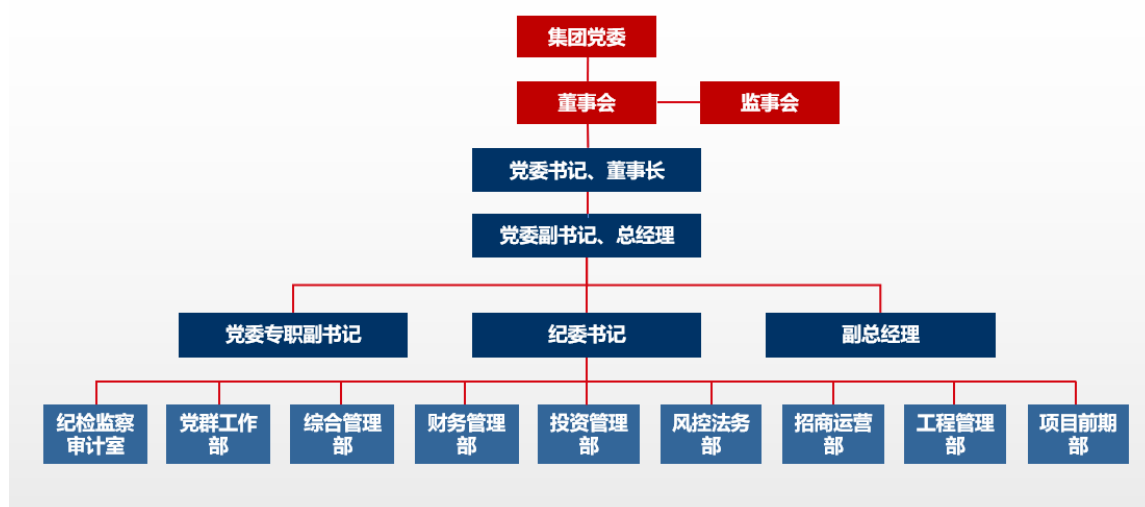 集团党委
董事会
监事会
党委书记、董事长
党委副书记、总经理
党委专职副书记
纪委书记
副总经理
纪检监察
审计室
党群工作
部
综合管理
部
财务管理
部
投资管理
部
风控法务
部
招商运营
部
工程管理
部
项目前期
部